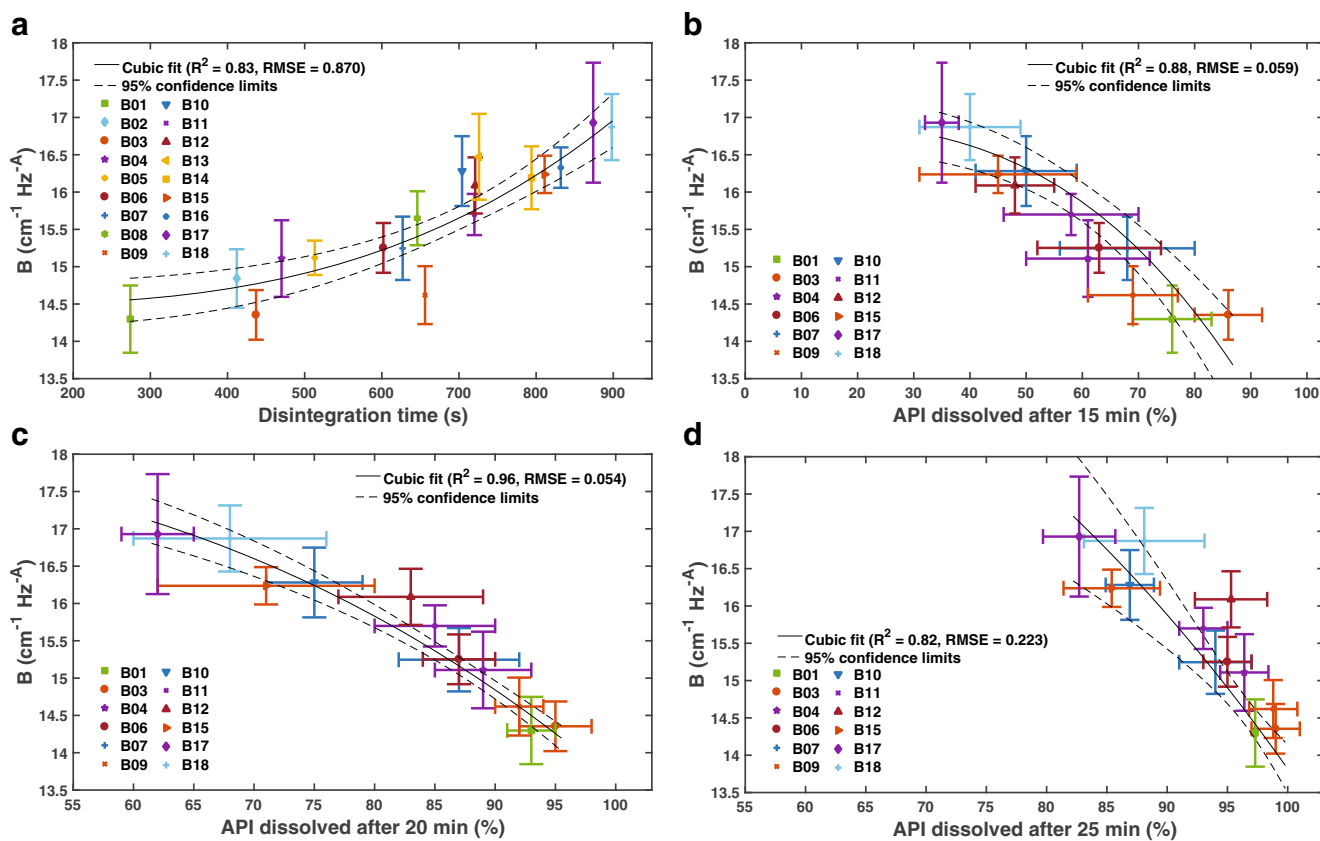 a
18
17.5
17
16.5
16
15.5
15
14.5
14
13.5
B (cm⁻¹ Hz⁻ᴬ)
Cubic fit (R² = 0.83, RMSE = 0.870)
95% confidence limits
B01 B10
B02 B11
B03 B12
B04 B13
B05 B14
B06 B15
B07 B16
B08 B17
B09 B18
200 300 400 500 600 700 800 900
Disintegration time (s)
b
18
17.5
17
16.5
16
15.5
15
14.5
14
13.5
B (cm⁻¹ Hz⁻ᴬ)
Cubic fit (R² = 0.88, RMSE = 0.059)
95% confidence limits
B01 B10
B03 B11
B04 B12
B06 B15
B07 B17
B09 B18
0 10 20 30 40 50 60 70 80 90 100
API dissolved after 15 min (%)
c
18
17.5
17
16.5
16
15.5
15
14.5
14
13.5
B (cm⁻¹ Hz⁻ᴬ)
Cubic fit (R² = 0.96, RMSE = 0.054)
95% confidence limits
B01 B10
B03 B11
B04 B12
B06 B15
B07 B17
B09 B18
55 60 65 70 75 80 85 90 95 100
API dissolved after 20 min (%)
d
18
17.5
17
16.5
16
15.5
15
14.5
14
13.5
B (cm⁻¹ Hz⁻ᴬ)
Cubic fit (R² = 0.82, RMSE = 0.223)
95% confidence limits
B01 B10
B03 B11
B04 B12
B06 B15
B07 B17
B09 B18
55 60 65 70 75 80 85 90 95 100
API dissolved after 25 min (%)